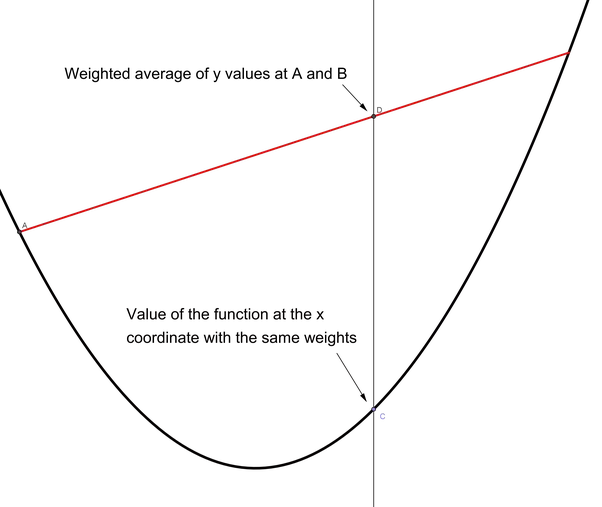 Weighted average of y values at A and B
D
A
Value of the function at the x
coordinate with the same weights
C